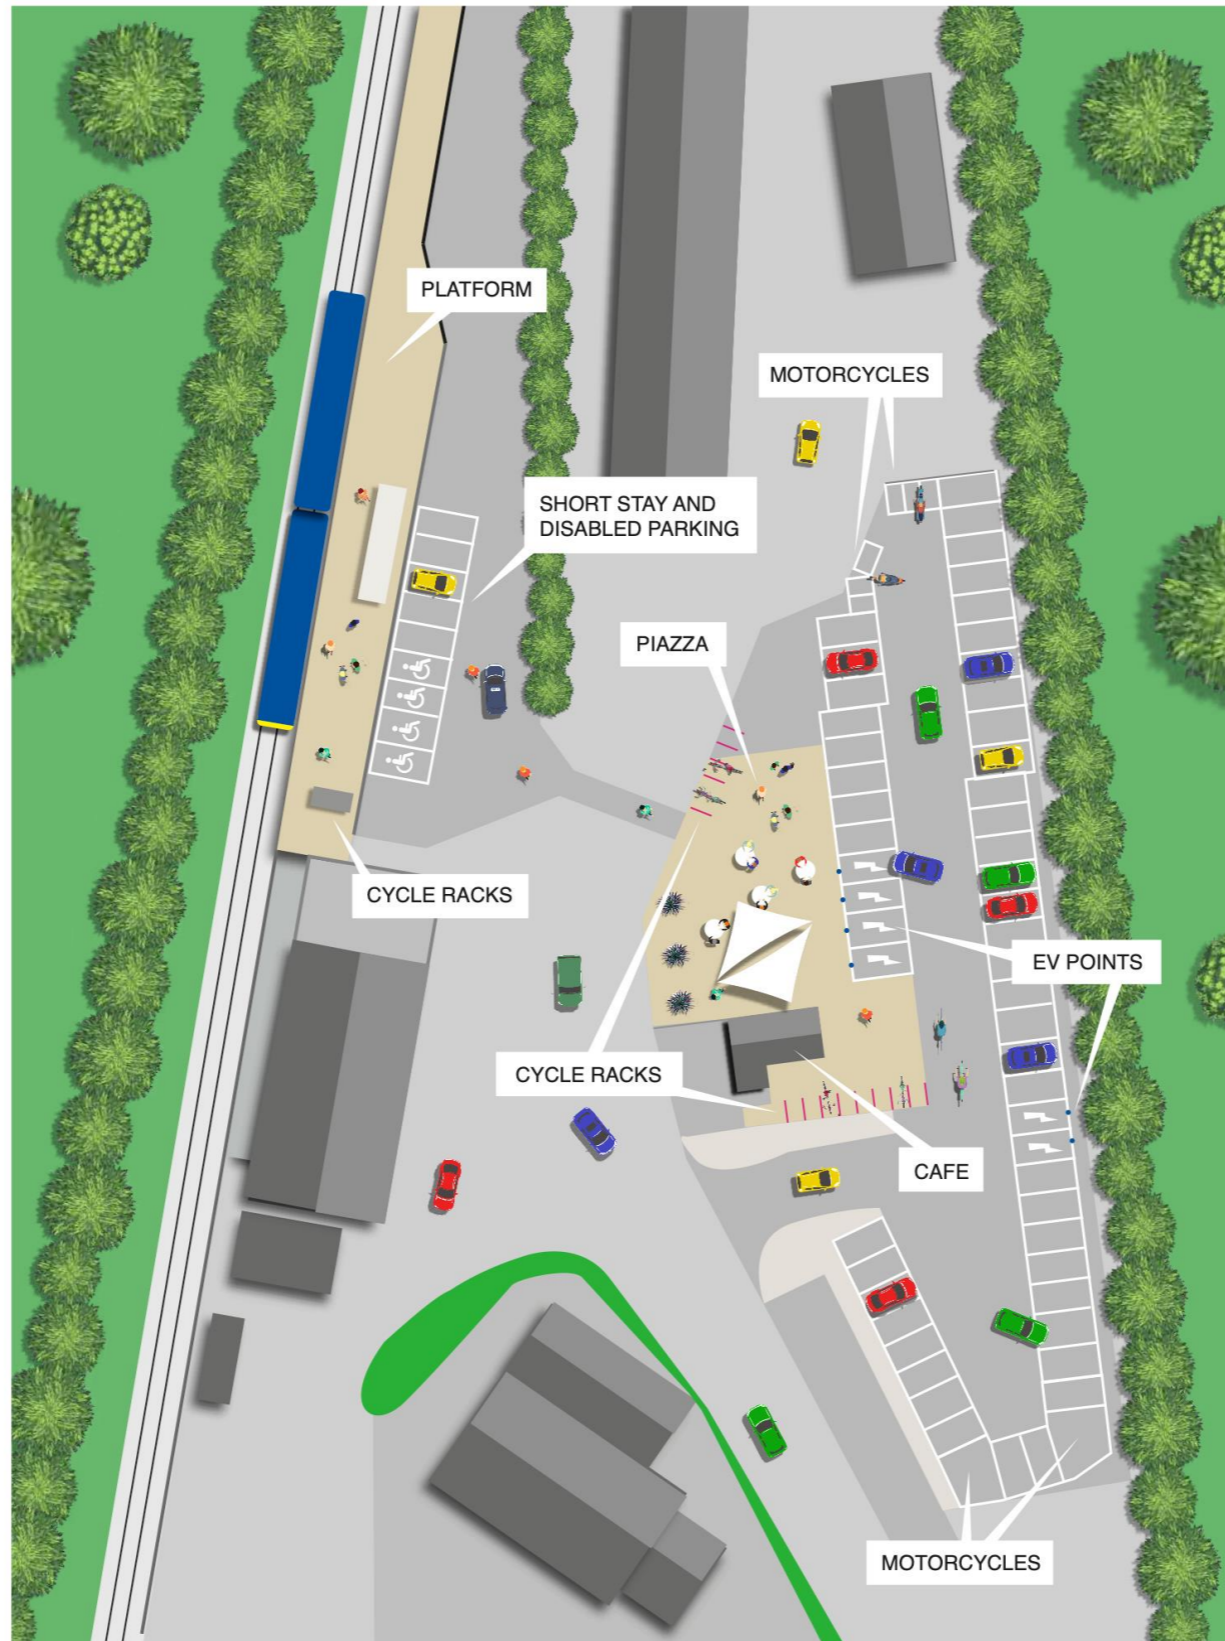 PLATFORM
MOTORCYCLES
SHORT STAY AND
DISABLED PARKING
PIAZZA
CYCLE RACKS
EV POINTS
CYCLE RACKS
CAFE
MOTORCYCLES